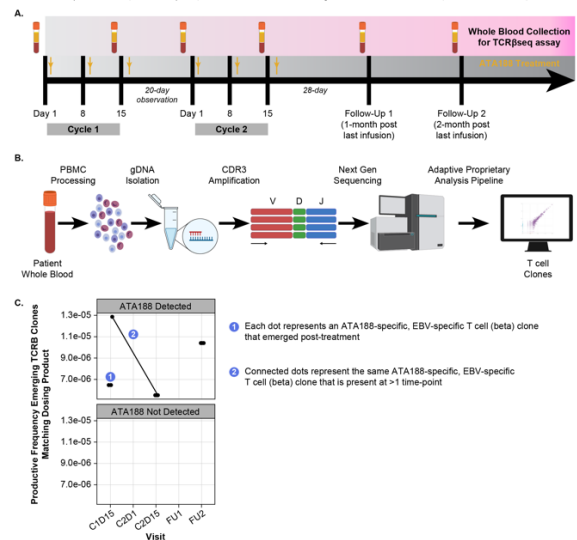 A.
Whole Blood Collection
for TCRβseq assay
ATA188 Treatment
20-day
observation
28-day
Day 1
8
15
Day 1
8
15
Follow-Up 1
(1-month post
last infusion)
Follow-Up 2
(2-month post
last infusion)
Cycle 1
Cycle 2
B.
PBMC
Processing
gDNA
Isolation
CDR3
Amplification
Next Gen
Sequencing
Adaptive Proprietary
Analysis Pipeline
V
D
J
Patient
Whole Blood
T cell
Clones
C.
Productive Frequency Emerging TCRB Clones
Matching Dosing Product
ATA188 Detected
1.3e-05
1.1e-05
9.0e-06
7.0e-06
1
2
ATA188 Not Detected
1.3e-05
1.1e-05
9.0e-06
7.0e-06
C1D15
C2D1
C2D15
FU1
FU2
Visit
1 Each dot represents an ATA188-specific, EBV-specific T cell (beta) clone
that emerged post-treatment
2 Connected dots represent the same ATA188-specific, EBV-specific
T cell (beta) clone that is present at >1 time-point